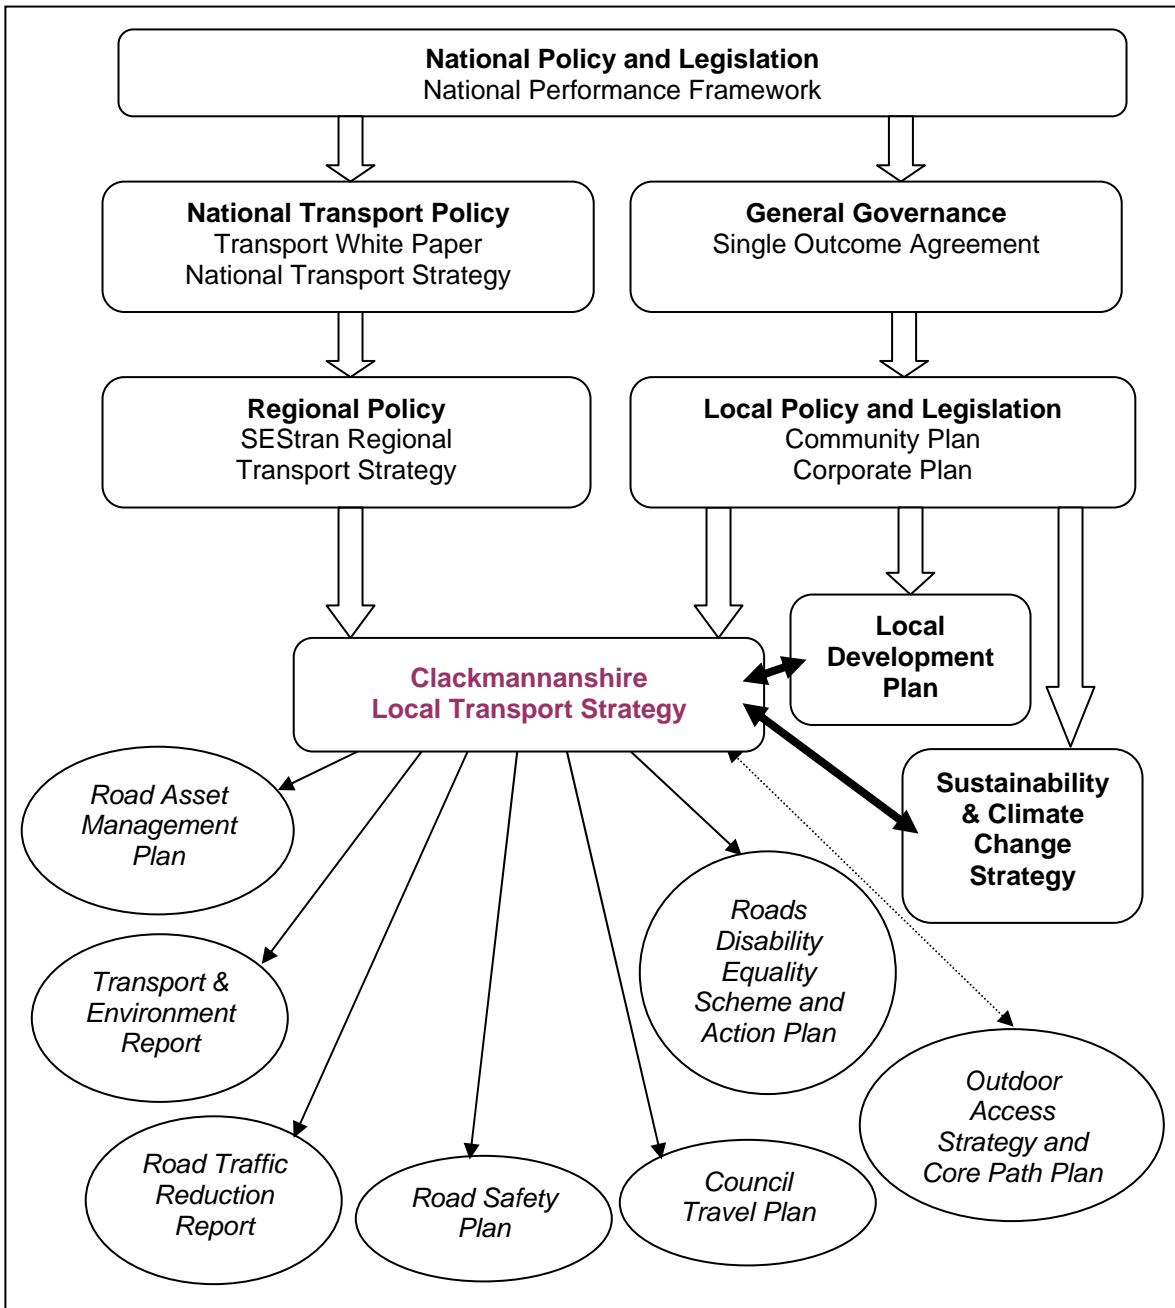 National Policy and Legislation
National Performance Framework
National Transport Policy
Transport White Paper
National Transport Strategy
General Governance
Single Outcome Agreement
Regional Policy
SEStran Regional
Transport Strategy
Local Policy and Legislation
Community Plan
Corporate Plan
Local
Development
Plan
Clackmannanshire
Local Transport Strategy
Sustainability
& Climate
Change
Strategy
Road Asset
Management
Plan
Roads
Disability
Equality
Scheme and
Action Plan
Transport &
Environment
Report
Outdoor
Access
Strategy and
Core Path Plan
Road Traffic
Reduction
Report
Road Safety
Plan
Council
Travel Plan